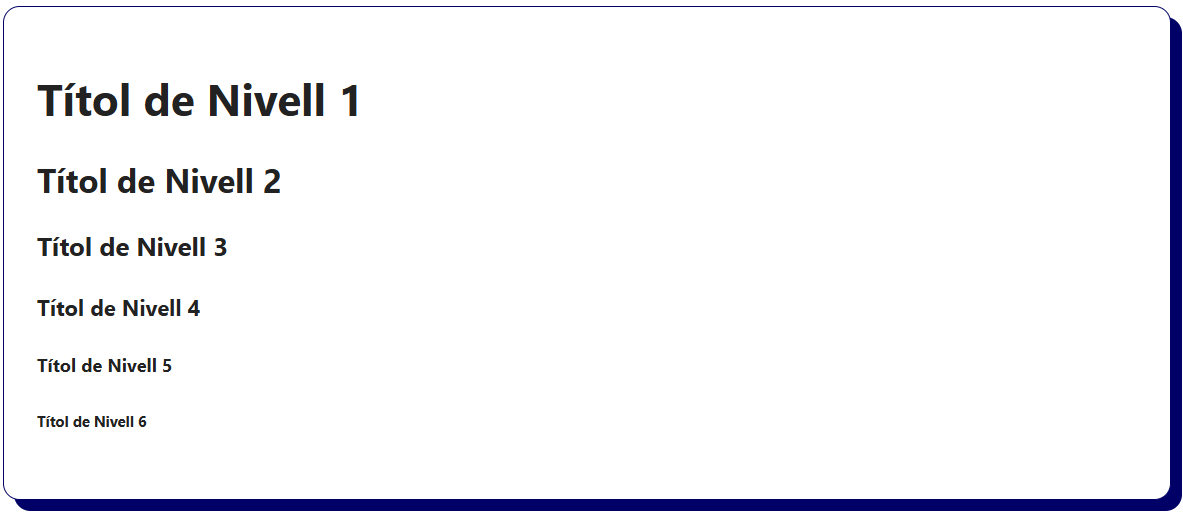 Títol de Nivell 1
Títol de Nivell 2
Títol de Nivell 3
Títol de Nivell 4
Títol de Nivell 5
Títol de Nivell 6